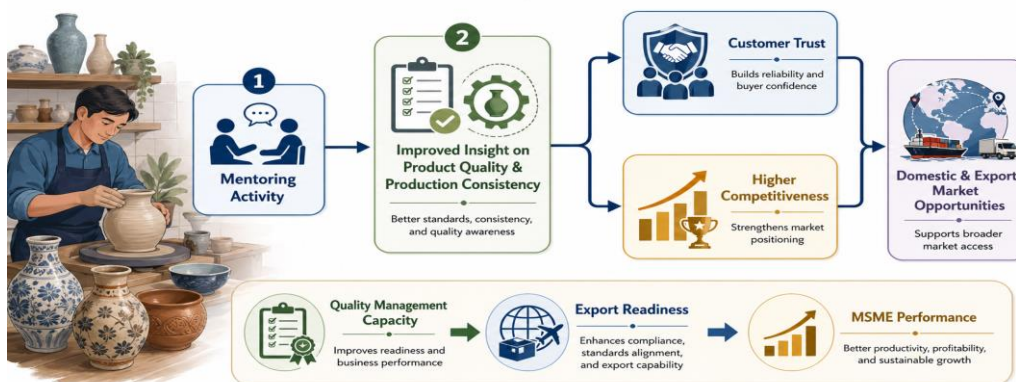 1
Mentoring
Activity
2
Improved Insight on
Product Quality &
Production Consistency
Better standards, consistency,
and quality awareness
Customer Trust
Builds reliability and
buyer confidence
Higher
Competitiveness
Strengthens market
positioning
Domestic & Export
Market
Opportunities
Supports broader
market access
Quality Management
Capacity
Improves readiness and
business performance
Export Readiness
Enhances compliance,
standards alignment,
and export capability
MSME Performance
Better productivity, profitability,
and sustainable growth